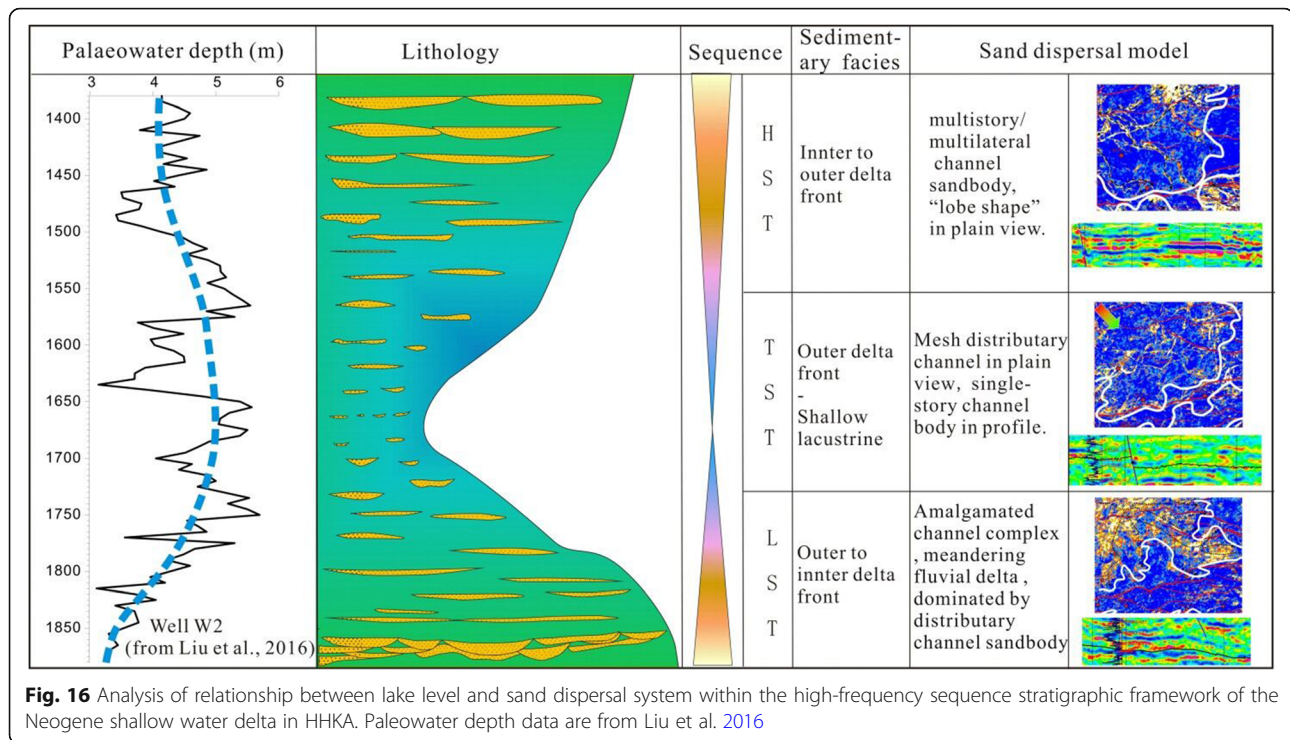 Palaeowater depth (m)
Lithology
Sequence
Sediment-
ary facies
Sand dispersal model
3 4 5 6
1400
1450
1500
1550
1600
1650
1700
1750
1800
1850
Well W2
(from Liu et al., 2016)
H
S
T
Innter to
outer delta
front
multistory/
multilateral
channel
sandbody,
“lobe shape”
in plain view.
T
S
T
Outer delta
front
-
Shallow
lacustrine
Mesh distributary
channel in plain
view, single-
story channel
body in profile.
L
S
T
Outer to
innter delta
front
Amalgamated
channel complex
, meandering
fluvial delta ,
dominated by
distributary
channel sandbody
Fig. 16 Analysis of relationship between lake level and sand dispersal system within the high-frequency sequence stratigraphic framework of the
Neogene shallow water delta in HHKA. Paleowater depth data are from Liu et al. 2016